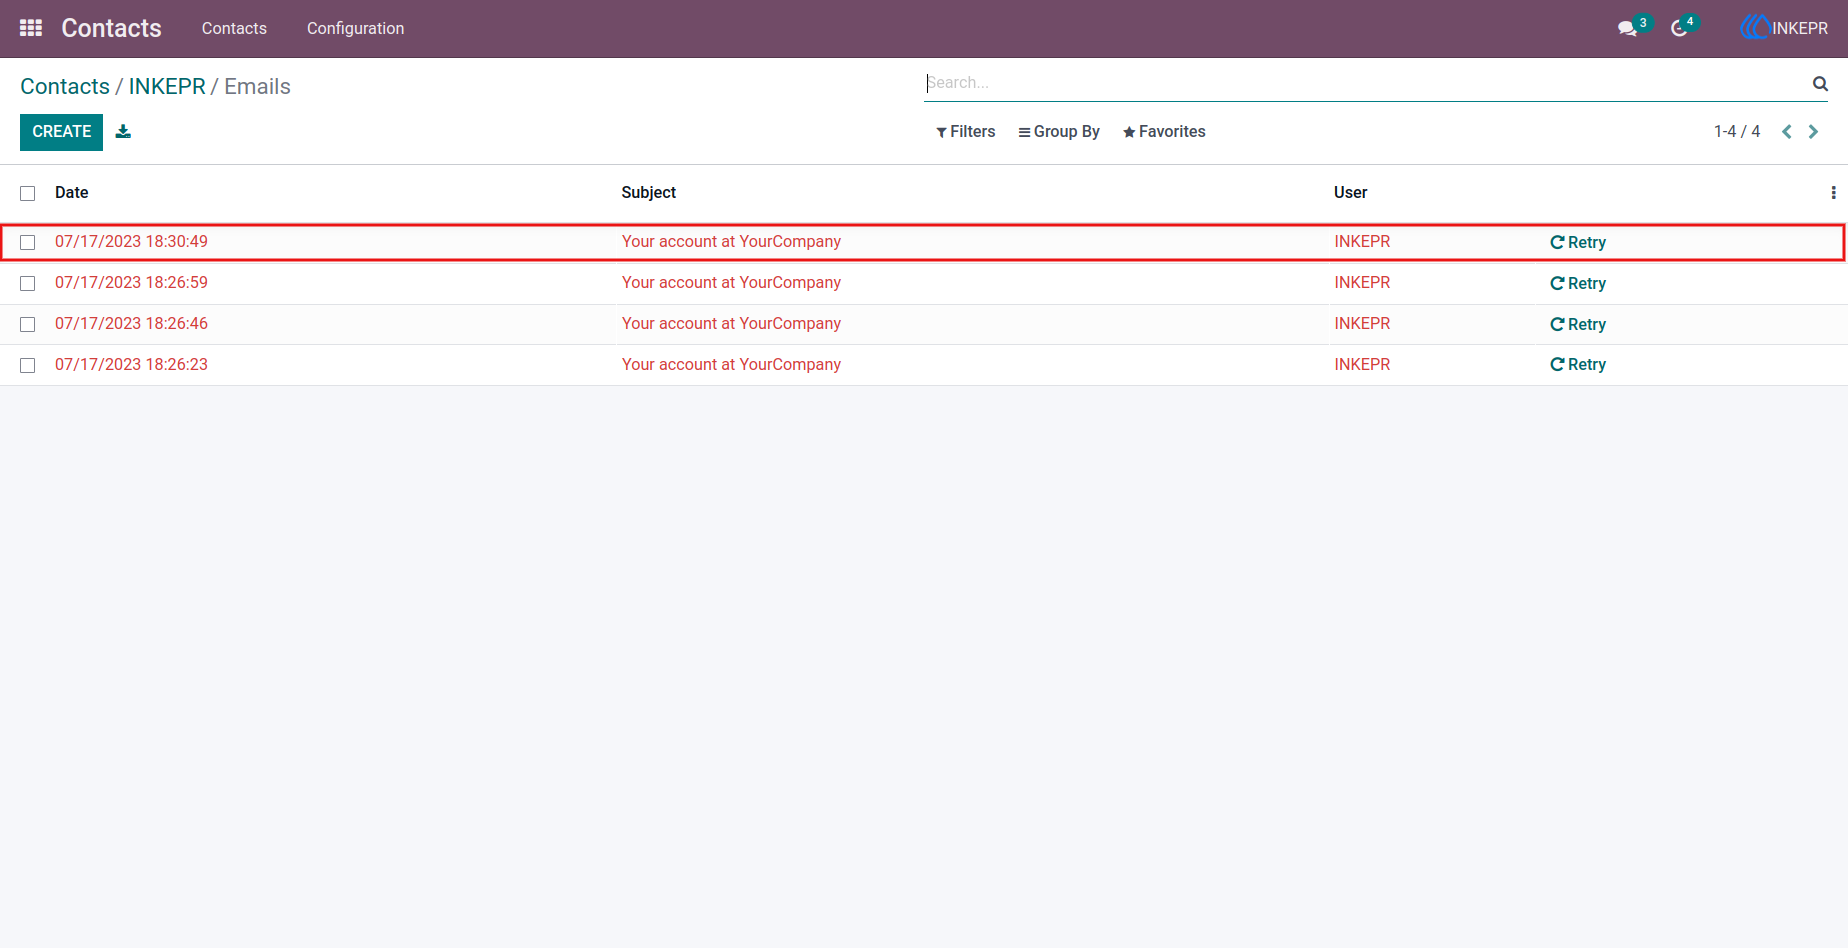 Contacts Contacts Configuration 3 4 INKEPR
Contacts / INKEPR / Emails
Search...
CREATE Filters Group By Favorites 1-4 / 4
Date Subject User
07/17/2023 18:30:49 Your account at YourCompany INKEPR Retry
07/17/2023 18:26:59 Your account at YourCompany INKEPR Retry
07/17/2023 18:26:46 Your account at YourCompany INKEPR Retry
07/17/2023 18:26:23 Your account at YourCompany INKEPR Retry